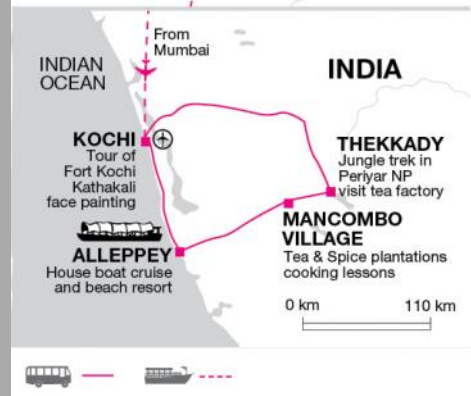 From
Mumbai
INDIAN
OCEAN
INDIA
KOCHI
Tour of
Fort Kochi
Kathakali
face painting
THEKKADY
Jungle trek in
Periyar NP
visit tea factory
MANCOMBO
VILLAGE
Tea & Spice plantations
cooking lessons
ALLEPPEY
House boat cruise
and beach resort
0 km 110 km